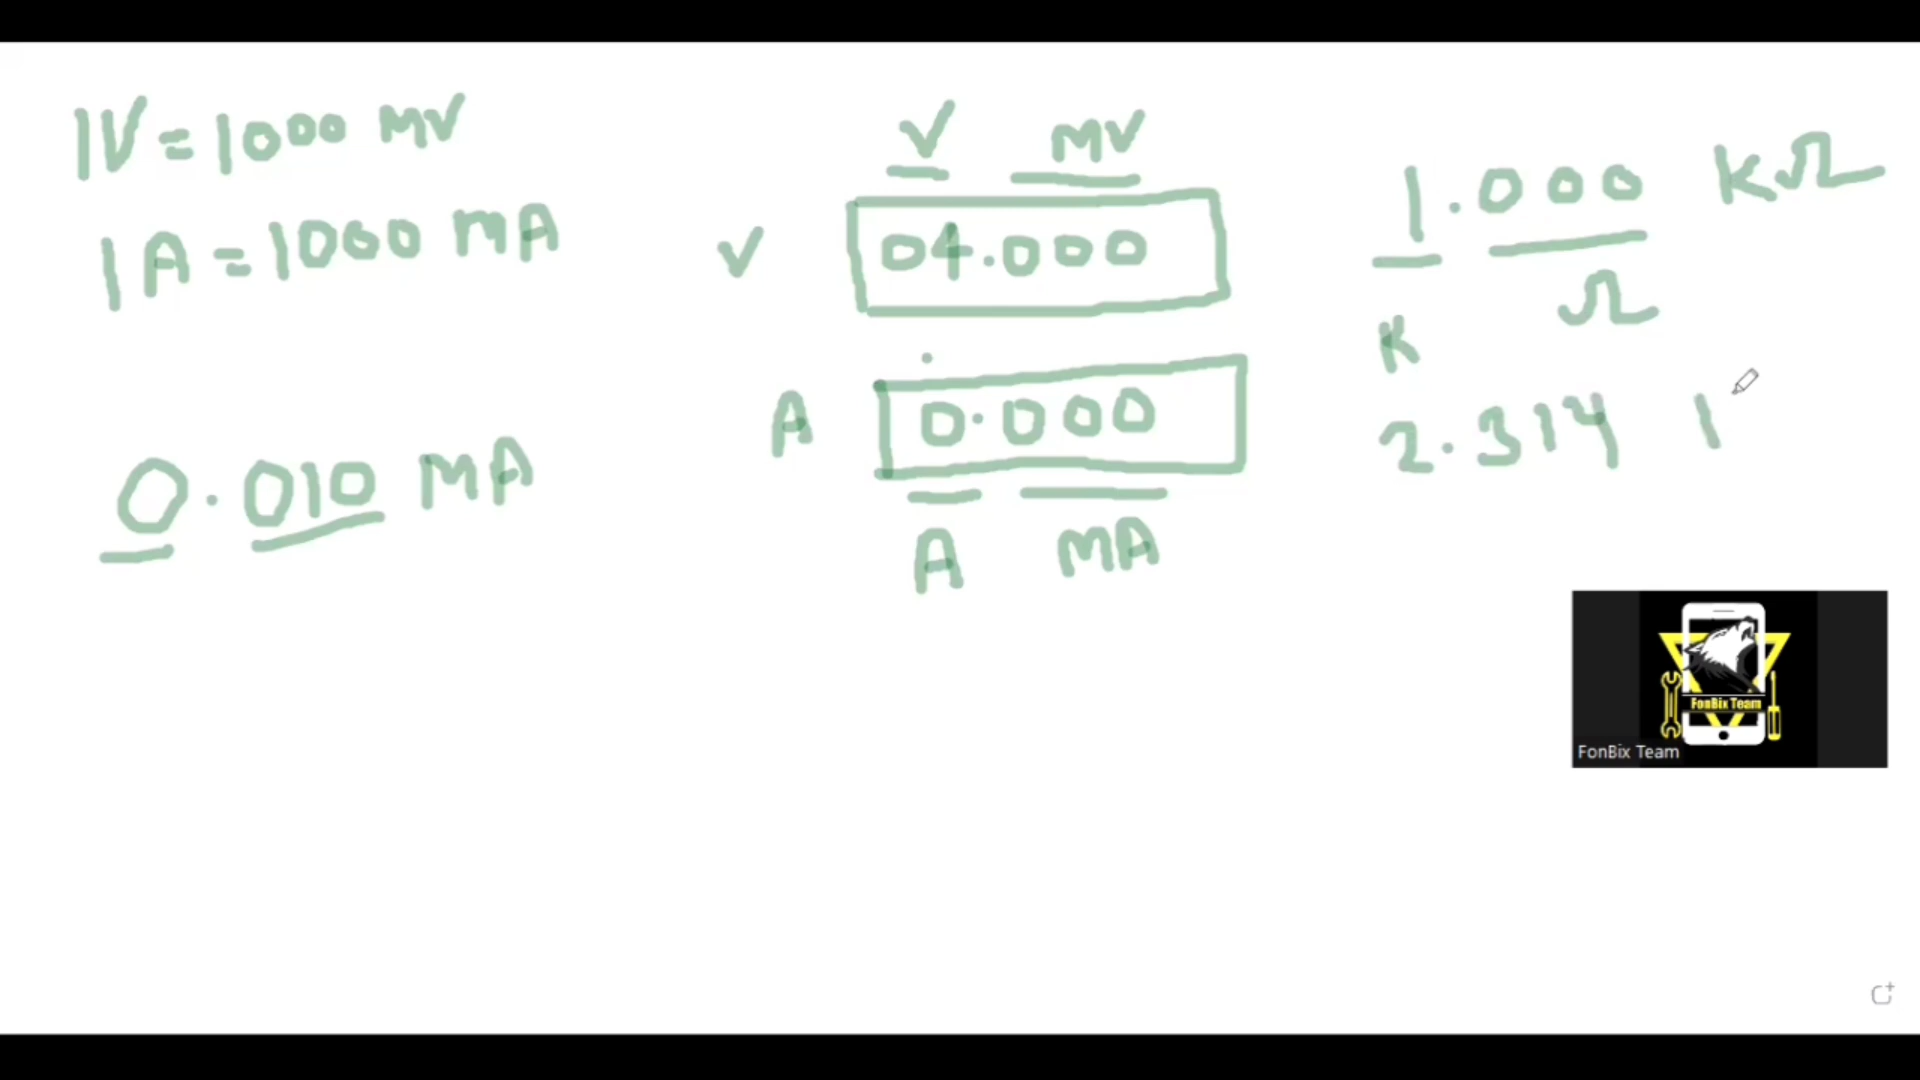 1V = 1000 MV
1A = 1000 MA
0.010 MA
V MV
V 04.000
A 0.000
A MA
1.000 KΩ
K Ω
2.314 1
FonBix Team
FonBix Team